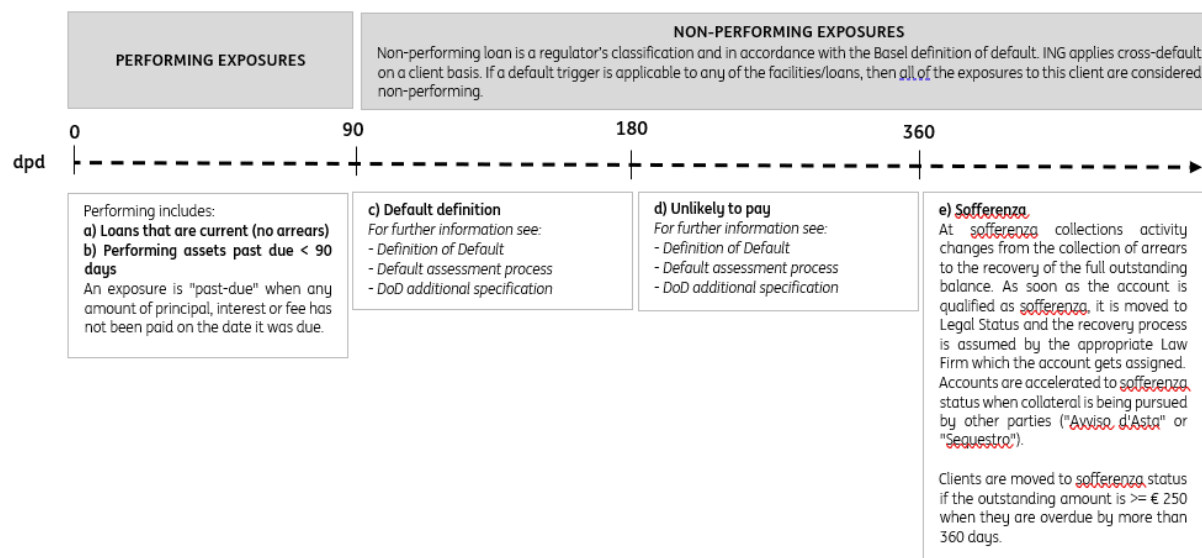 PERFORMING EXPOSURES
NON-PERFORMING EXPOSURES
Non-performing loan is a regulator's classification and in accordance with the Basel definition of default. ING applies cross-default
on a client basis. If a default trigger is applicable to any of the facilities/loans, then all of the exposures to this client are considered
non-performing.
0
90
180
360
dpd
Performing includes:
a) Loans that are current (no arrears)
b) Performing assets past due < 90
days
An exposure is "past-due" when any
amount of principal, interest or fee has
not been paid on the date it was due.
c) Default definition
For further information see:
- Definition of Default
- Default assessment process
- DoD additional specification
d) Unlikely to pay
For further information see:
- Definition of Default
- Default assessment process
- DoD additional specification
e) Sofferenza
At sofferenza collections activity
changes from the collection of arrears
to the recovery of the full outstanding
balance. As soon as the account is
qualified as sofferenza, it is moved to
Legal Status and the recovery process
is assumed by the appropriate Law
Firm which the account gets assigned.
Accounts are accelerated to sofferenza
status when collateral is being pursued
by other parties ("Avviso d'Asta" or
"Sequestro").
Clients are moved to sofferenza status
if the outstanding amount is >= € 250
when they are overdue by more than
360 days.